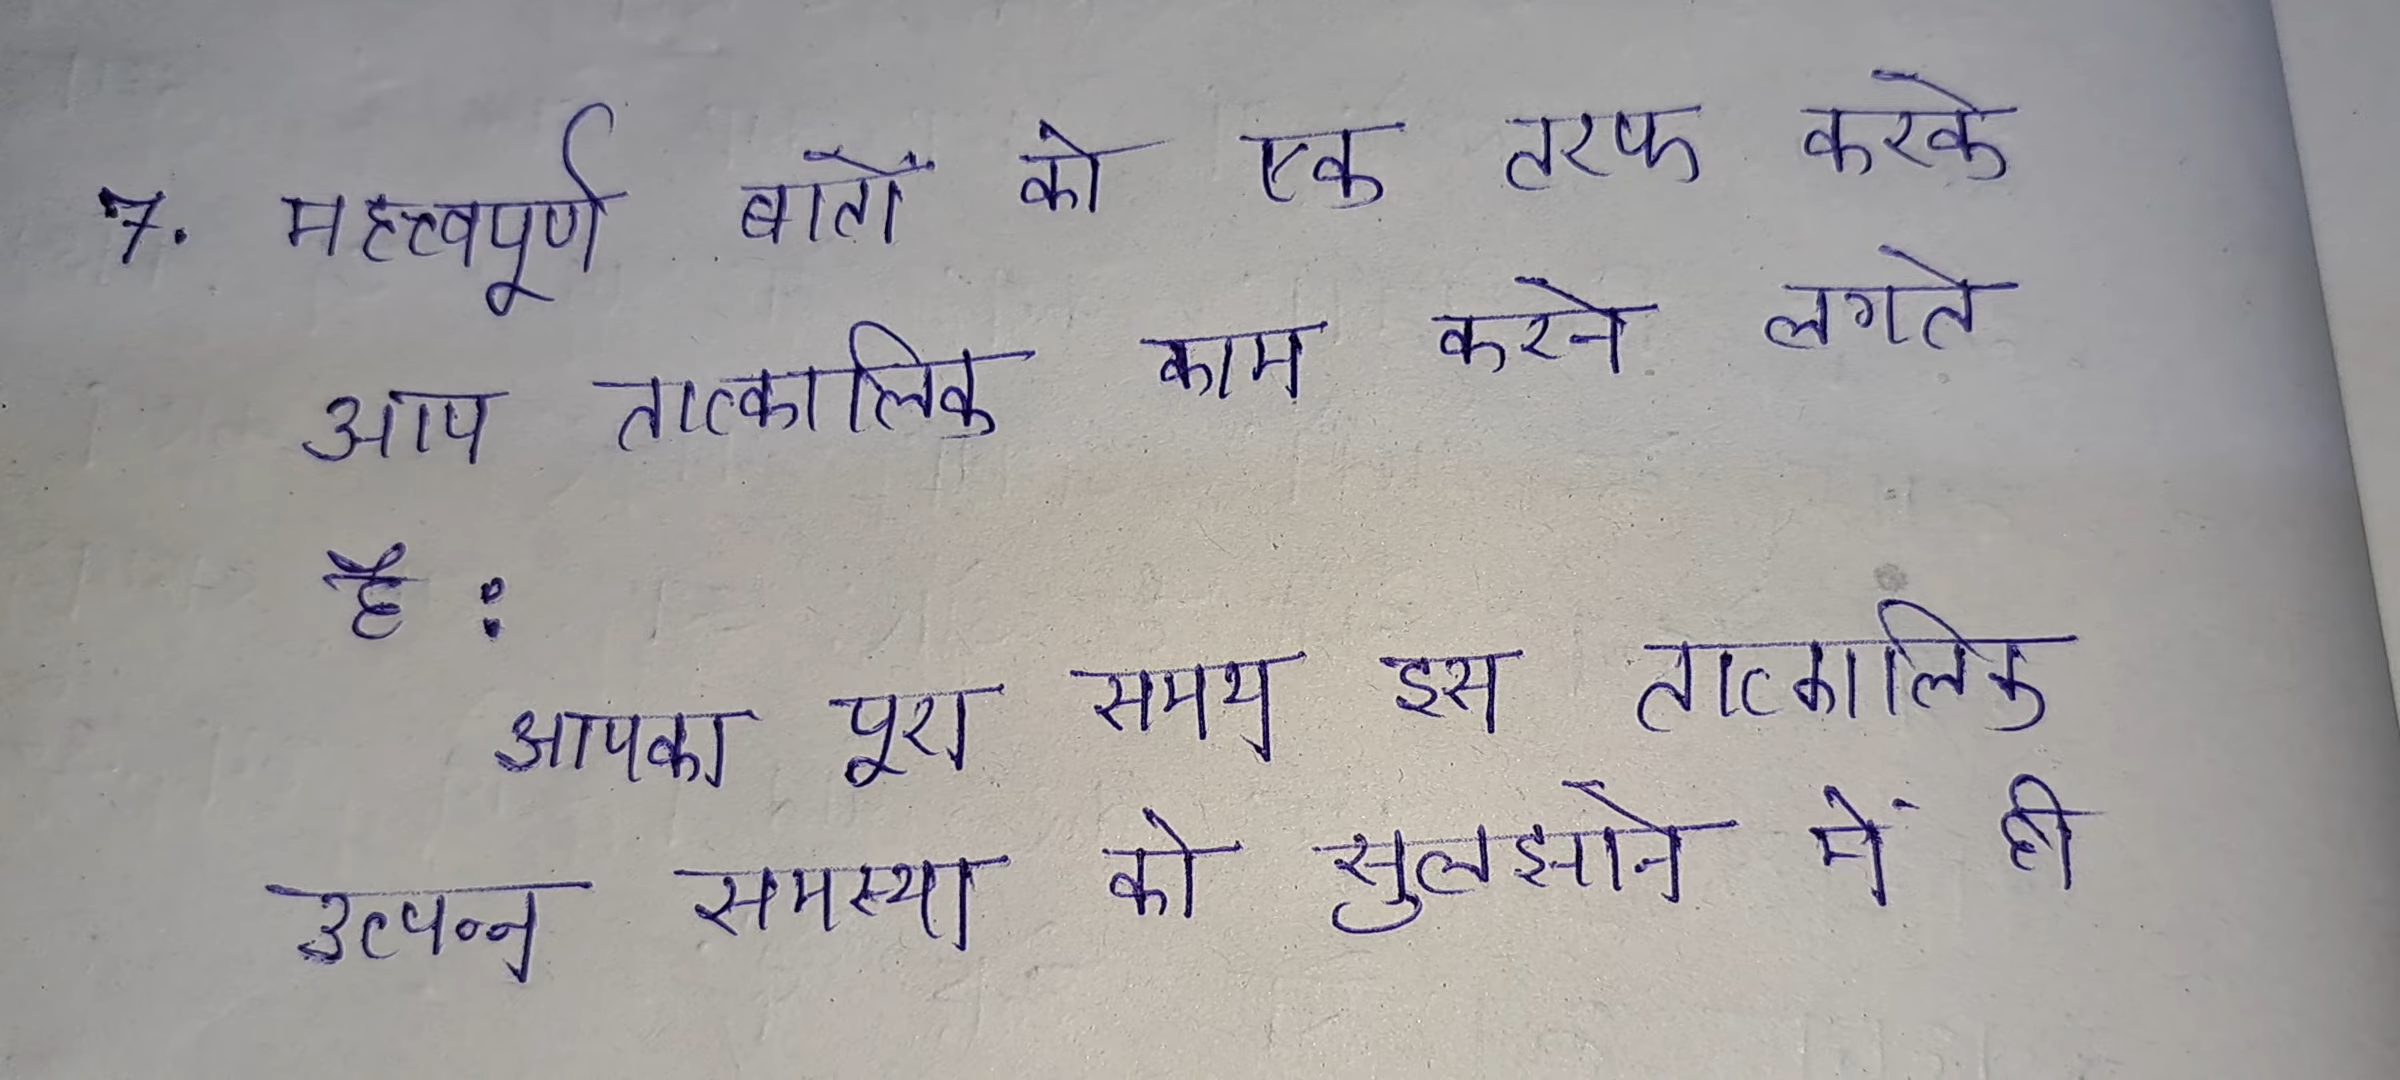 7. महत्त्वपूर्ण बातों को एक तरफ करके
आप तात्कालिक काम करने लगते
है :
आपका पूरा समय इस तात्कालिक
उत्पन्न समस्या को सुलझाने में ही